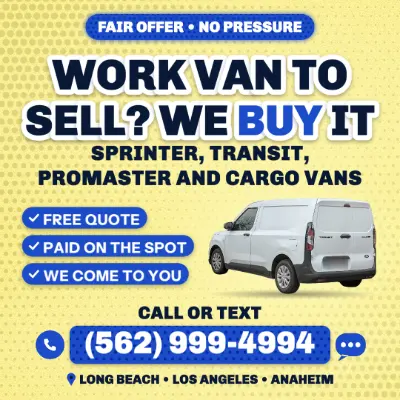 FAIR OFFER • NO PRESSURE
WORK VAN TO
SELL? WE BUY IT
SPRINTER, TRANSIT,
PROMASTER AND CARGO VANS
FREE QUOTE
PAID ON THE SPOT
WE COME TO YOU
CALL OR TEXT
(562) 999-4994
LONG BEACH • LOS ANGELES • ANAHEIM